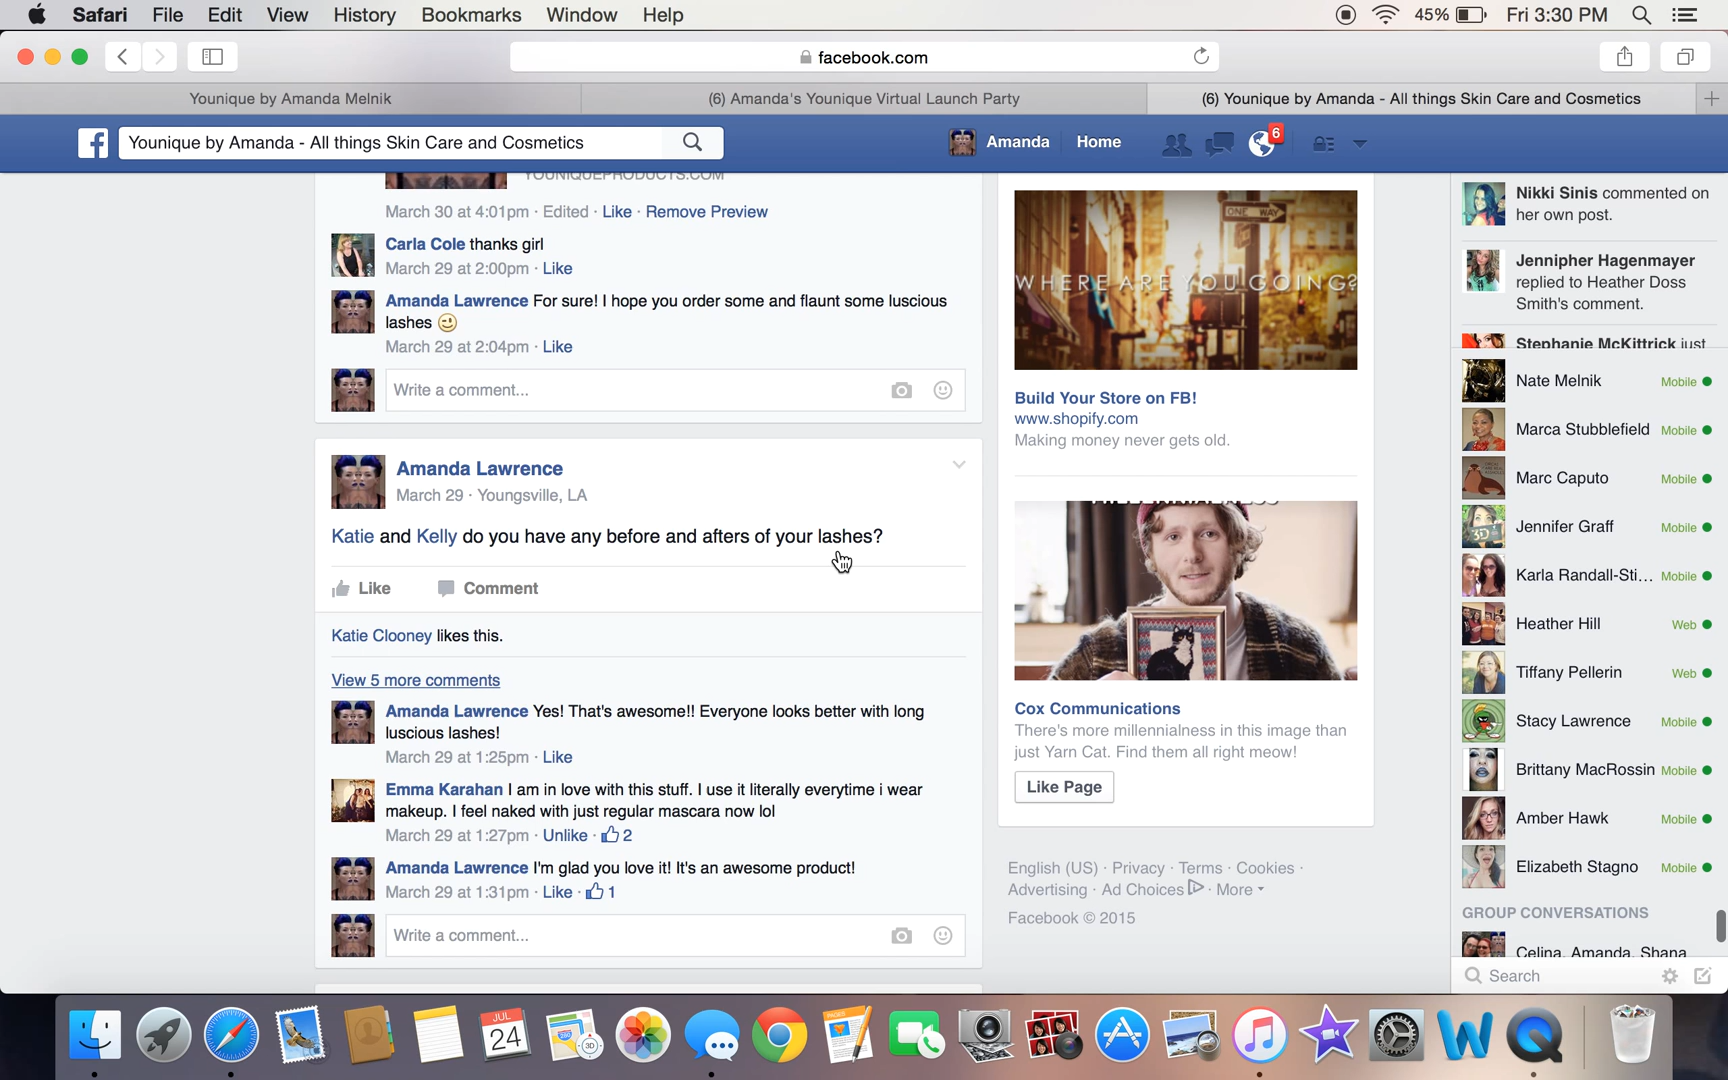 Safari File Edit View History Bookmarks Window Help 45% Fri 3:30 PM
facebook.com
Younique by Amanda Melnik
(6) Amanda's Younique Virtual Launch Party
(6) Younique by Amanda - All things Skin Care and Cosmetics
Younique by Amanda - All things Skin Care and Cosmetics
Amanda Home 6
YOUNIQUEPRODUCTS.COM
March 30 at 4:01pm · Edited · Like · Remove Preview
Carla Cole thanks girl
March 29 at 2:00pm · Like
Amanda Lawrence For sure! I hope you order some and flaunt some luscious
lashes
March 29 at 2:04pm · Like
Write a comment...
Amanda Lawrence
March 29 · Youngsville, LA
Katie and Kelly do you have any before and afters of your lashes?
Like Comment
Katie Clooney likes this.
View 5 more comments
Amanda Lawrence Yes! That's awesome!! Everyone looks better with long
luscious lashes!
March 29 at 1:25pm · Like
Emma Karahan I am in love with this stuff. I use it literally everytime i wear
makeup. I feel naked with just regular mascara now lol
March 29 at 1:27pm · Unlike · 2
Amanda Lawrence I'm glad you love it! It's an awesome product!
March 29 at 1:31pm · Like · 1
Write a comment...
ONE WAY
WHERE ARE YOU GOING?
Build Your Store on FB!
www.shopify.com
Making money never gets old.
Cox Communications
There's more millennialness in this image than
just Yarn Cat. Find them all right meow!
Like Page
English (US) · Privacy · Terms · Cookies ·
Advertising · Ad Choices · More
Facebook © 2015
Nikki Sinis commented on
her own post.
Jennipher Hagenmayer
replied to Heather Doss
Smith's comment.
Stephanie McKittrick just
Nate Melnik Mobile
Marca Stubblefield Mobile
Marc Caputo Mobile
Jennifer Graff Mobile
Karla Randall-Sti... Mobile
Heather Hill Web
Tiffany Pellerin Web
Stacy Lawrence Mobile
Brittany MacRossin Mobile
Amber Hawk Mobile
Elizabeth Stagno Mobile
GROUP CONVERSATIONS
Celina, Amanda, Shana
Search
JUL
24
3D
PAGES